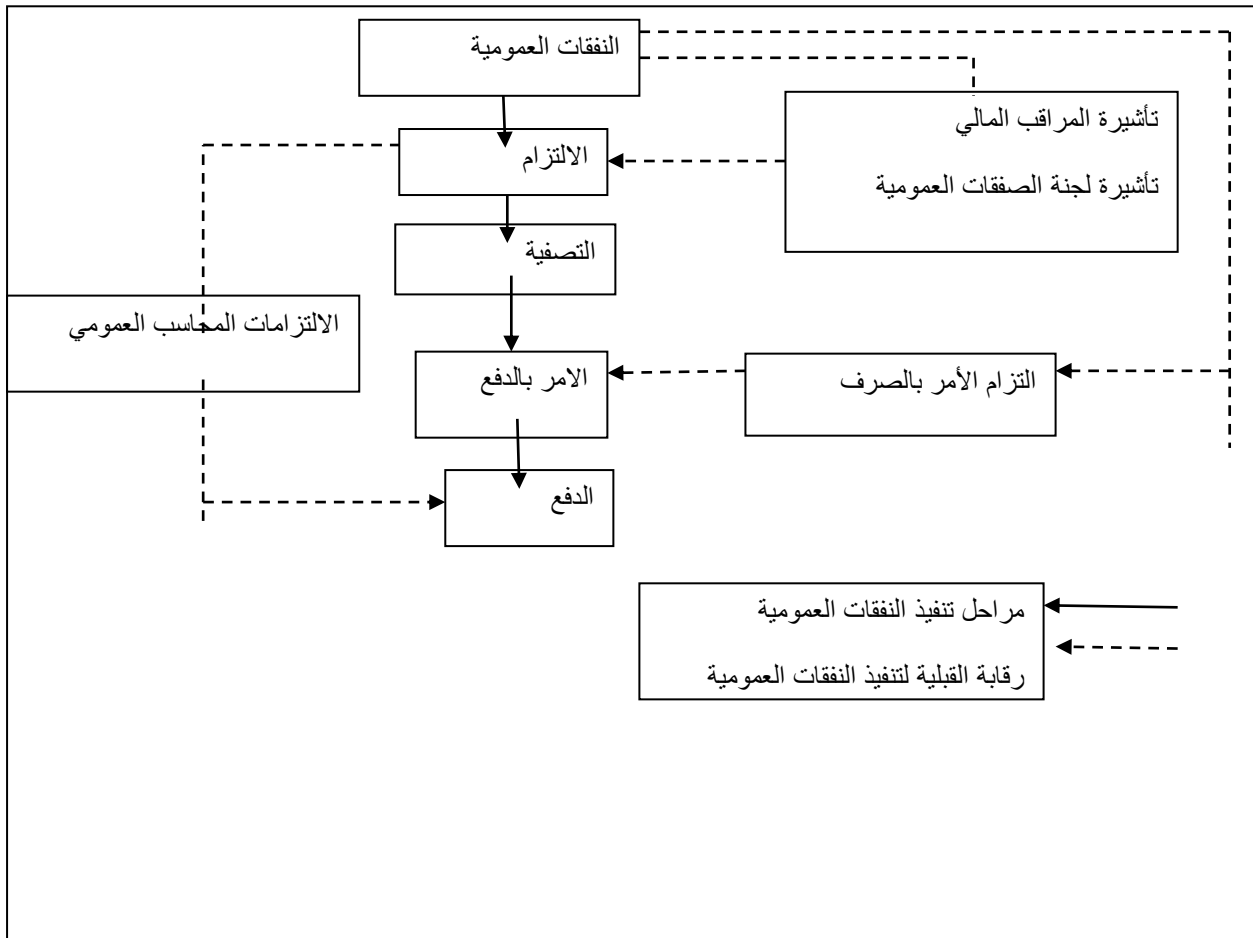 النفقات العمومية
تأشيرة المراقب المالي
تأشيرة لجنة الصفقات العمومية
الالتزام
التصفية
الالتزامات المحاسب العمومي
التزام الأمر بالصرف
الامر بالدفع
الدفع
مراحل تنفيذ النفقات العمومية
رقابة القبلية لتنفيذ النفقات العمومية